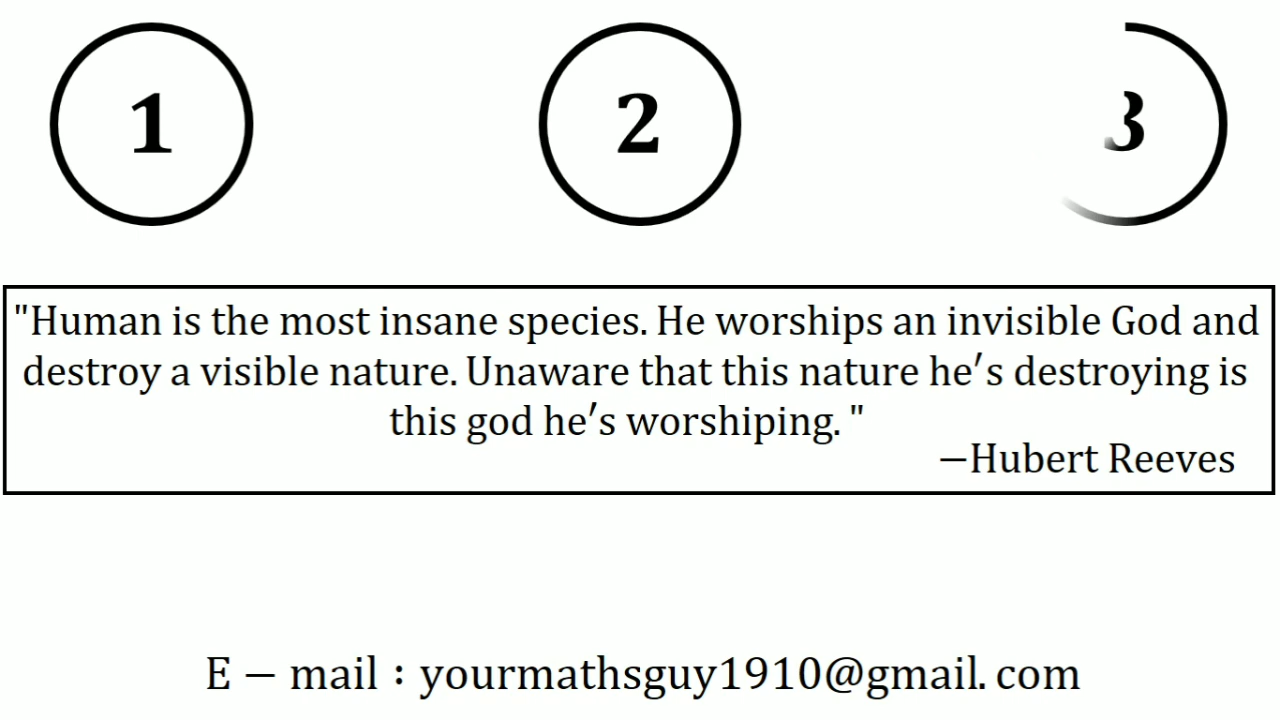 1 2 3
"Human is the most insane species. He worships an invisible God and
destroy a visible nature. Unaware that this nature he′s destroying is
this god he′s worshiping. "
−Hubert Reeves
E − mail : yourmathsguy1910@gmail. com